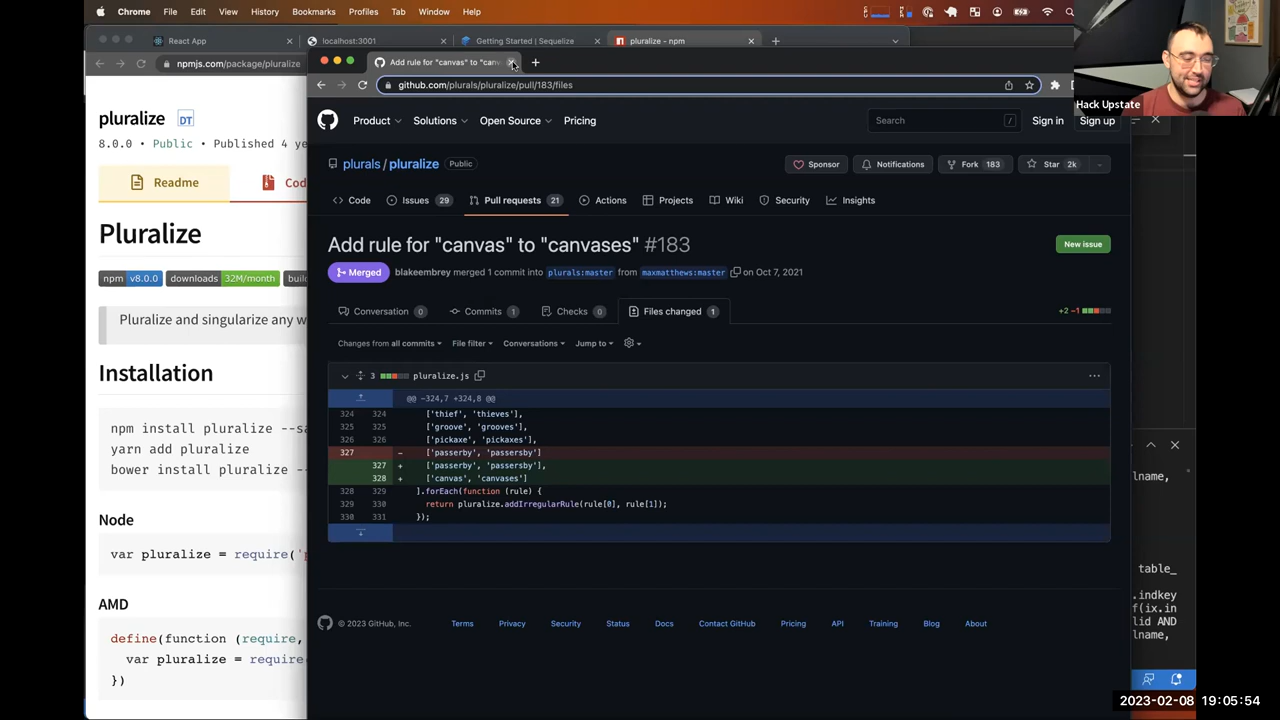 Chrome File Edit View History Bookmarks Profiles Tab Window Help
React App localhost:3001 Getting Started | Sequelize pluralize - npm
npmjs.com/package/pluralize
Add rule for "canvas" to "canv
github.com/plurals/pluralize/pull/183/files
Hack Upstate
Product Solutions Open Source Pricing Search / Sign in Sign up
plurals / pluralize Public Sponsor Notifications Fork 183 Star 2k
Code Issues 29 Pull requests 21 Actions Projects Wiki Security Insights
Add rule for "canvas" to "canvases" #183 New issue
Merged blakeembrey merged 1 commit into plurals:master from maxmatthews:master on Oct 7, 2021
Conversation 0 Commits 1 Checks 0 Files changed 1 +2 −1
Changes from all commits File filter Conversations Jump to
3 pluralize.js
@@ -324,7 +324,8 @@
324 324 ['thief', 'thieves'],
325 325 ['groove', 'grooves'],
326 326 ['pickaxe', 'pickaxes'],
327 - ['passerby', 'passersby']
327 + ['passerby', 'passersby'],
328 + ['canvas', 'canvases']
328 329 ].forEach(function (rule) {
329 330 return pluralize.addIrregularRule(rule[0], rule[1]);
330 331 });
© 2023 GitHub, Inc. Terms Privacy Security Status Docs Contact GitHub Pricing API Training Blog About
pluralize DT
8.0.0 • Public • Published 4 ye
Readme Cod
Pluralize
npm v8.0.0 downloads 32M/month build
Pluralize and singularize any w
Installation
npm install pluralize --sa
yarn add pluralize
bower install pluralize --
Node
var pluralize = require('p
AMD
define(function (require,
var pluralize = require
})
lname,
table_
.indkey
f(ix.in
lid AND
lname,
2023-02-08 19:05:54